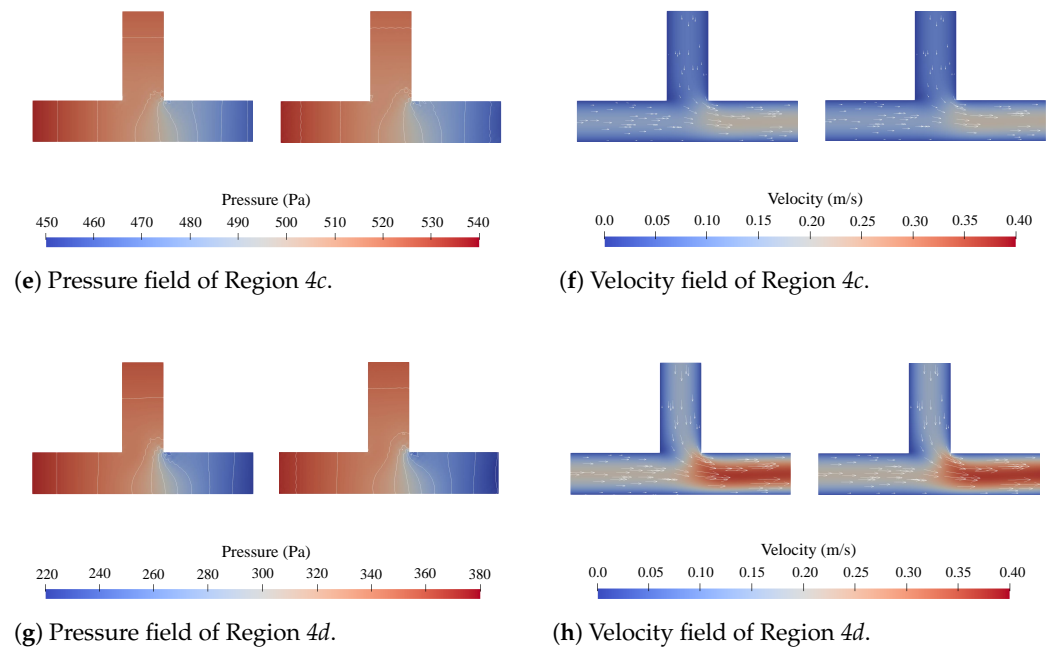 Pressure (Pa)
450 460 474 490 500 510 520 530 540
Velocity (m/s)
0.0 0.05 0.10 0.15 0.20 0.25 0.30 0.35 0.40
(e) Pressure field of Region 4c.
(f) Velocity field of Region 4c.
Pressure (Pa)
220 240 260 280 300 320 340 360 380
Velocity (m/s)
0.0 0.05 0.10 0.15 0.20 0.25 0.30 0.35 0.40
(g) Pressure field of Region 4d.
(h) Velocity field of Region 4d.